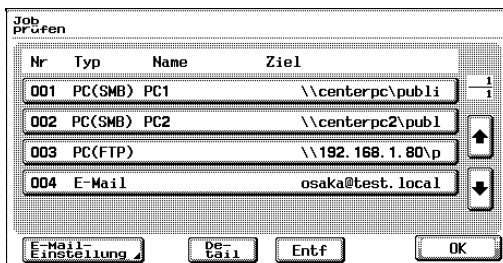 Job
prüfen
Nr Typ Name Ziel
001 PC(SMB) PC1 \\centerpc\publi
1
1
002 PC(SMB) PC2 \\centerpc2\publ
003 PC(FTP) \\192.168.1.80\p
004 E-Mail osaka@test.local
E-Mail-
Einstellung
De-
tail
Entf
OK